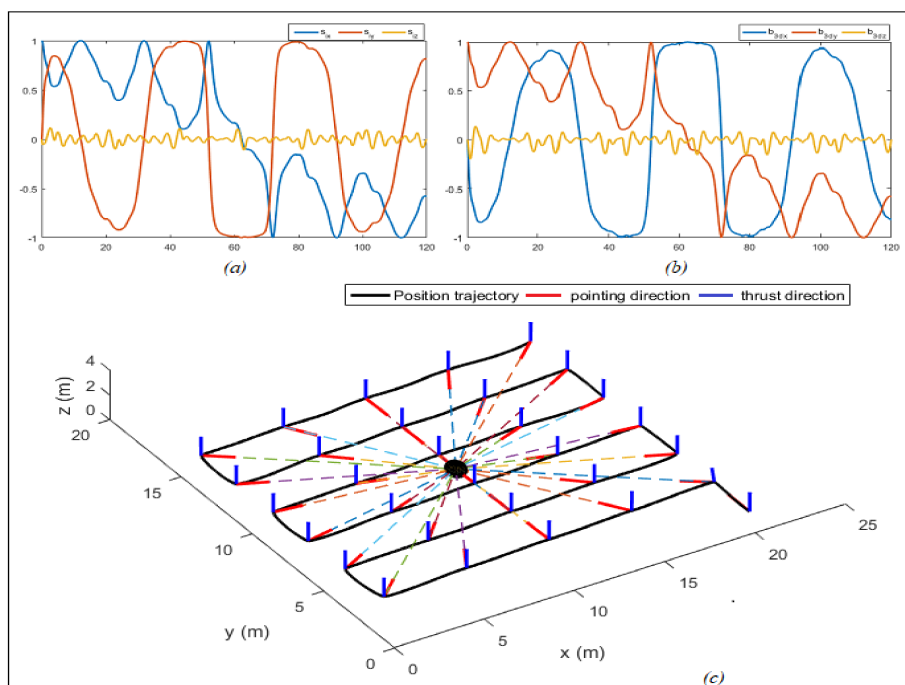 s_ix s_iy s_iz
1
0.5
0
-0.5
-1
0 20 40 60 80 100 120
(a)
b_3dx b_3dy b_3dz
1
0.5
0
-0.5
-1
0 20 40 60 80 100 120
(b)
Position trajectory pointing direction thrust direction
z (m)
4
2
0
20
15
10
5
0
y (m)
0
5
10
15
20
25
x (m)
(c)